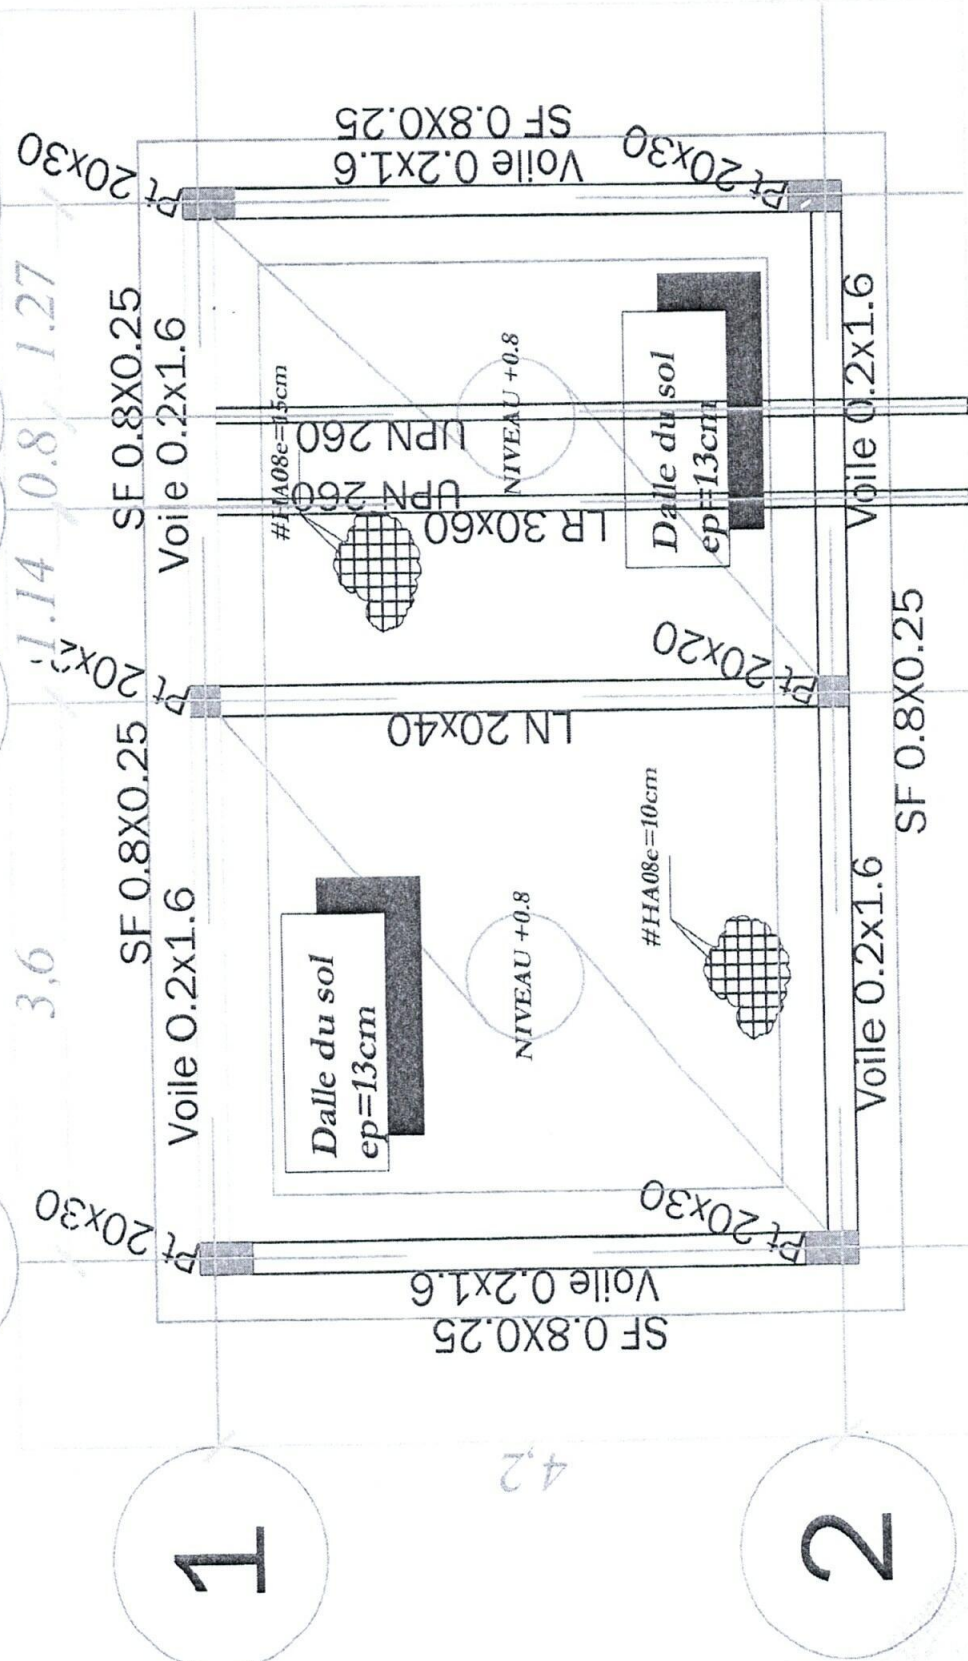 SF 0.8X0.25
Voile 0.2x1.6
Pt 20x30
Pt 20x30
1.27
0.8
1.14
3,6
SF 0.8X0.25
Voile 0.2x1.6
#HA08e=15cm
NIVEAU +0.8
Dalle du sol
ep=13cm
Voile 0.2x1.6
UPN 260
UPN 260
LR 30x60
Pt
Pt 20x20
LN 20x40
SF 0.8X0.25
Voile 0.2x1.6
Dalle du sol
ep=13cm
NIVEAU +0.8
#HA08e=10cm
Voile 0.2x1.6
SF 0.8X0.25
Pt 20x30
Pt 20x30
Voile 0.2x1.6
SF 0.8X0.25
4,2
1
2